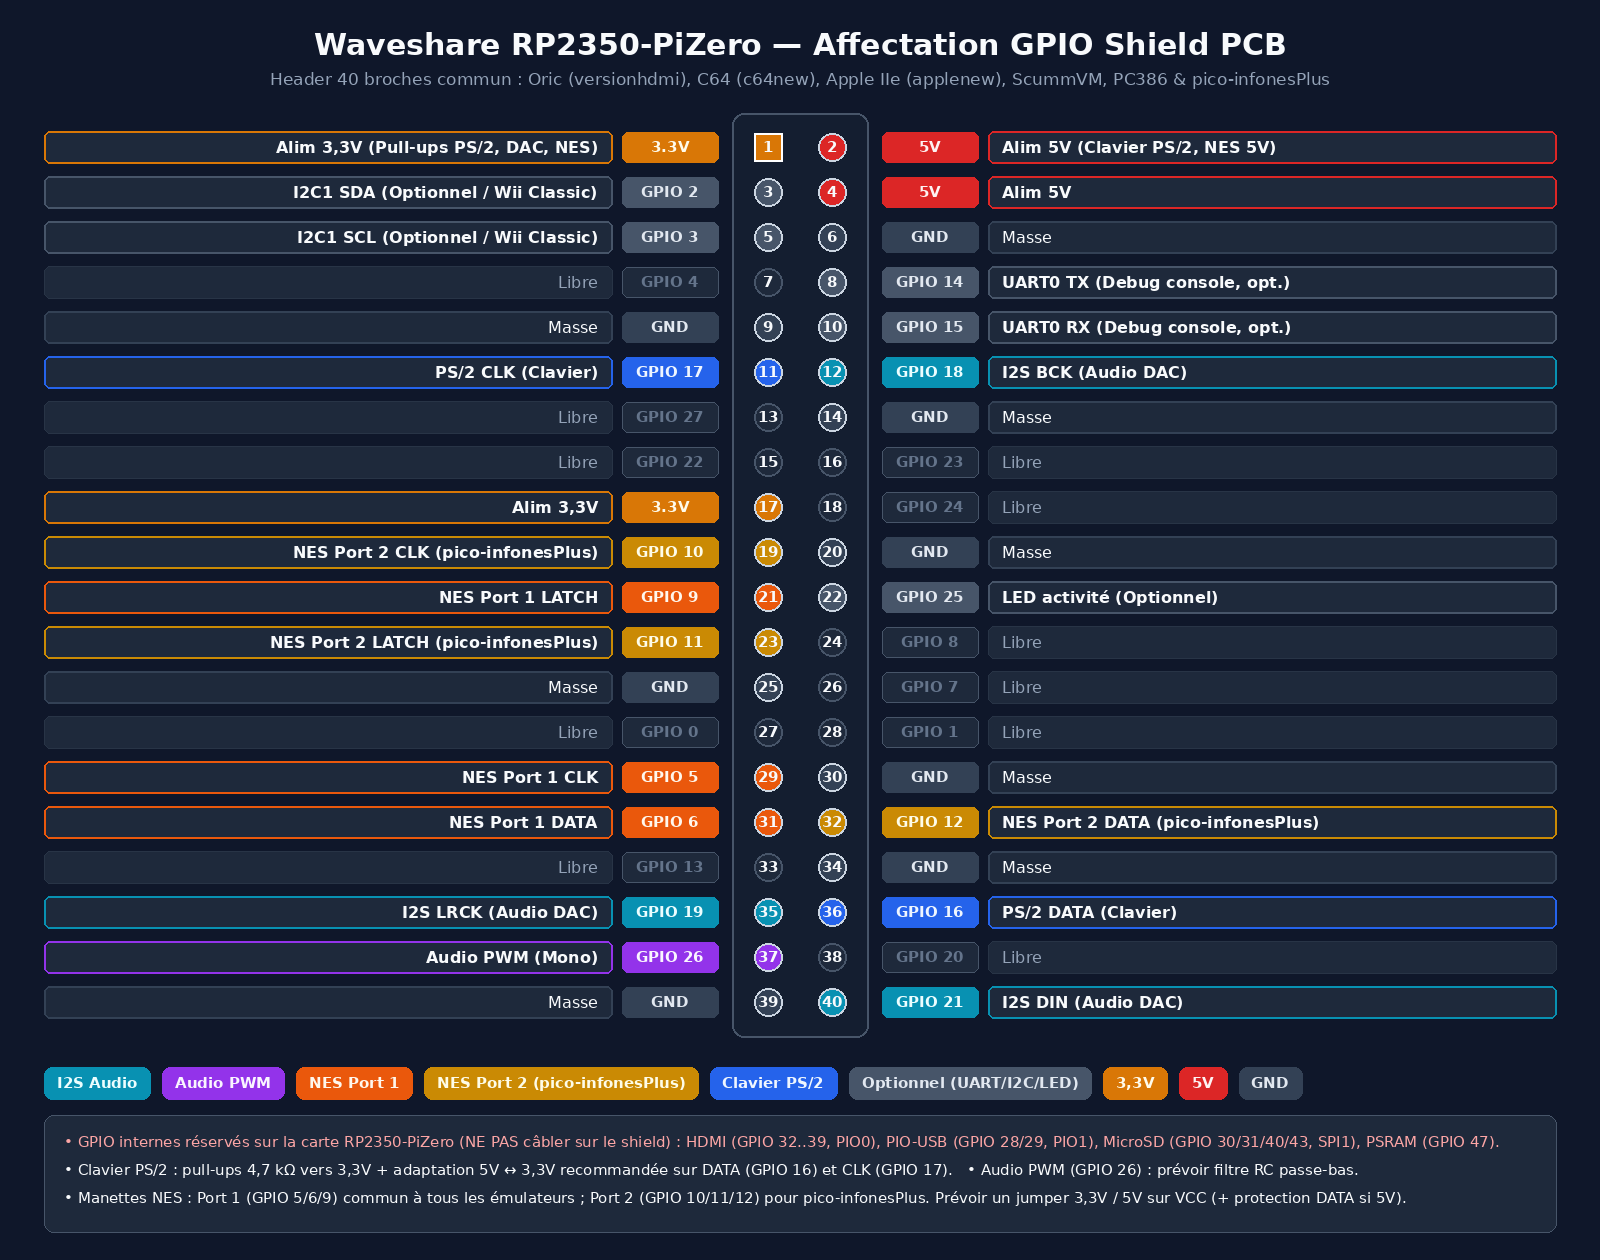 Waveshare RP2350-PiZero — Affectation GPIO Shield PCB
Header 40 broches commun : Oric (versionhdmi), C64 (c64new), Apple IIe (applenew), ScummVM, PC386 & pico-infonesPlus
Alim 3,3V (Pull-ups PS/2, DAC, NES) 3.3V 1 2 5V Alim 5V (Clavier PS/2, NES 5V)
I2C1 SDA (Optionnel / Wii Classic) GPIO 2 3 4 5V Alim 5V
I2C1 SCL (Optionnel / Wii Classic) GPIO 3 5 6 GND Masse
Libre GPIO 4 7 8 GPIO 14 UART0 TX (Debug console, opt.)
Masse GND 9 10 GPIO 15 UART0 RX (Debug console, opt.)
PS/2 CLK (Clavier) GPIO 17 11 12 GPIO 18 I2S BCK (Audio DAC)
Libre GPIO 27 13 14 GND Masse
Libre GPIO 22 15 16 GPIO 23 Libre
Alim 3,3V 3.3V 17 18 GPIO 24 Libre
NES Port 2 CLK (pico-infonesPlus) GPIO 10 19 20 GND Masse
NES Port 1 LATCH GPIO 9 21 22 GPIO 25 LED activité (Optionnel)
NES Port 2 LATCH (pico-infonesPlus) GPIO 11 23 24 GPIO 8 Libre
Masse GND 25 26 GPIO 7 Libre
Libre GPIO 0 27 28 GPIO 1 Libre
NES Port 1 CLK GPIO 5 29 30 GND Masse
NES Port 1 DATA GPIO 6 31 32 GPIO 12 NES Port 2 DATA (pico-infonesPlus)
Libre GPIO 13 33 34 GND Masse
I2S LRCK (Audio DAC) GPIO 19 35 36 GPIO 16 PS/2 DATA (Clavier)
Audio PWM (Mono) GPIO 26 37 38 GPIO 20 Libre
Masse GND 39 40 GPIO 21 I2S DIN (Audio DAC)
I2S Audio Audio PWM NES Port 1 NES Port 2 (pico-infonesPlus) Clavier PS/2 Optionnel (UART/I2C/LED) 3,3V 5V GND
• GPIO internes réservés sur la carte RP2350-PiZero (NE PAS câbler sur le shield) : HDMI (GPIO 32..39, PIO0), PIO-USB (GPIO 28/29, PIO1), MicroSD (GPIO 30/31/40/43, SPI1), PSRAM (GPIO 47).
• Clavier PS/2 : pull-ups 4,7 kΩ vers 3,3V + adaptation 5V ↔ 3,3V recommandée sur DATA (GPIO 16) et CLK (GPIO 17). • Audio PWM (GPIO 26) : prévoir filtre RC passe-bas.
• Manettes NES : Port 1 (GPIO 5/6/9) commun à tous les émulateurs ; Port 2 (GPIO 10/11/12) pour pico-infonesPlus. Prévoir un jumper 3,3V / 5V sur VCC (+ protection DATA si 5V).